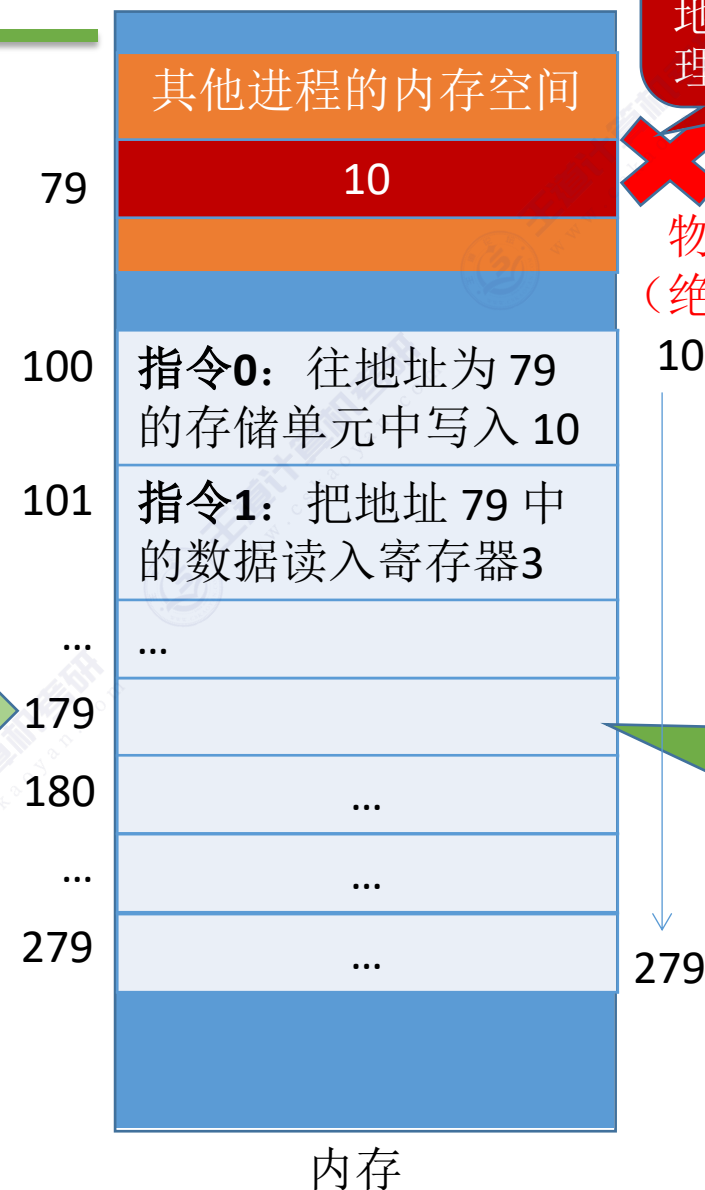 地
理
其他进程的内存空间
79
10
物
（绝
100
指令0：往地址为 79
的存储单元中写入 10
10
101
指令1：把地址 79 中
的数据读入寄存器3
...
...
179
180
...
...
...
279
...
279
内存